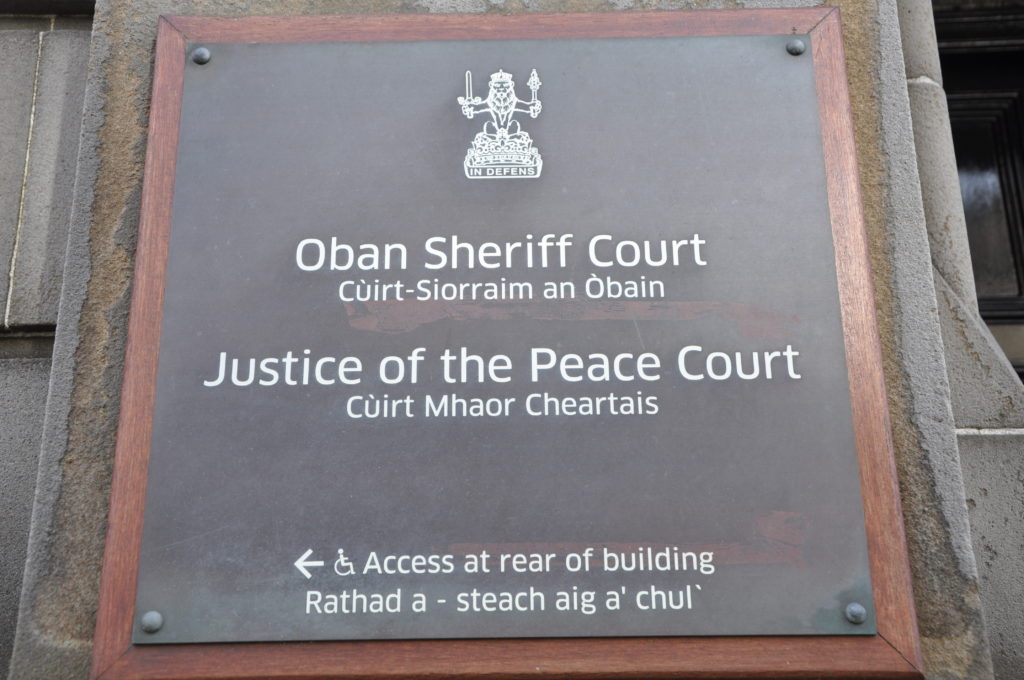 IN DEFENS
Oban Sheriff Court
Cùirt-Siorraim an Òbain
Justice of the Peace Court
Cùirt Mhaor Cheartais
← ♿ Access at rear of building
Rathad a - steach aig a' chul`